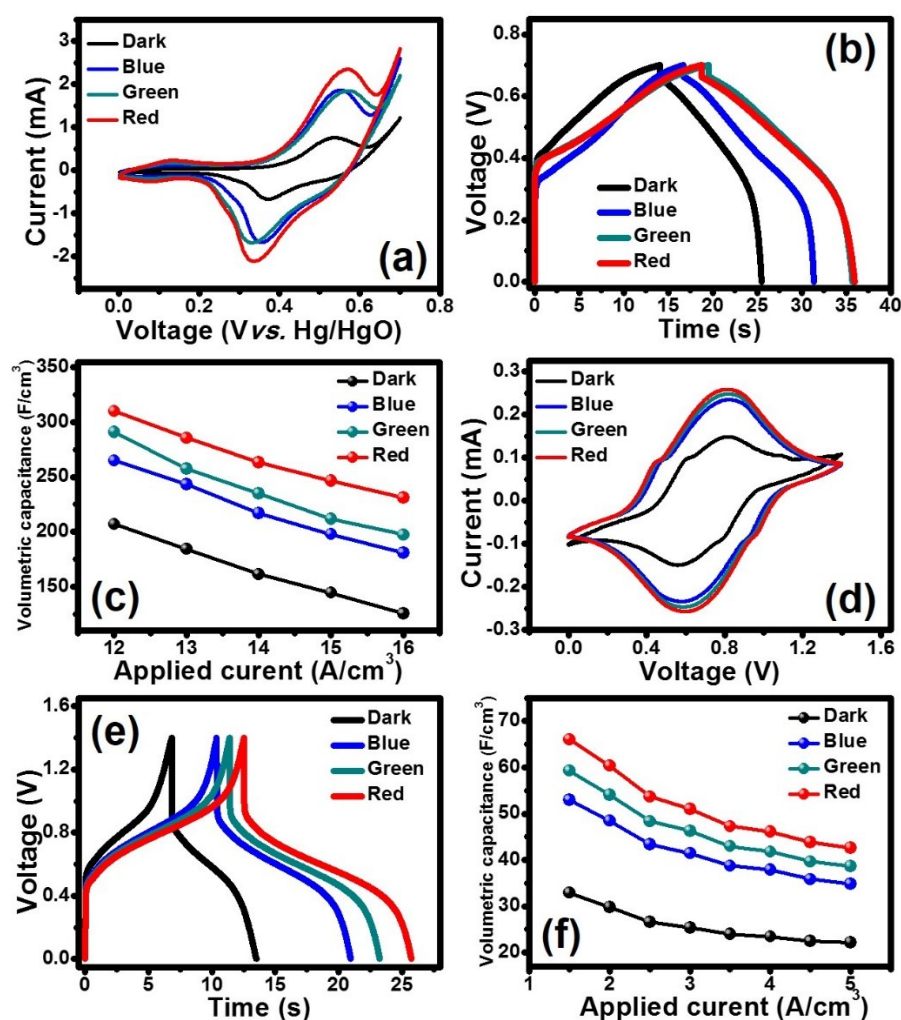 Dark
Blue
Green
Red
3
2
1
0
-1
-2
Current (mA)
(a)
0.0 0.2 0.4 0.6 0.8
Voltage (V vs. Hg/HgO)
(b)
0.8
0.6
0.4
0.2
0.0
Voltage (V)
Dark
Blue
Green
Red
0 5 10 15 20 25 30 35 40
Time (s)
350
300
250
200
150
Volumetric capacitance (F/cm³)
Dark
Blue
Green
Red
(c)
12 13 14 15 16
Applied curent (A/cm³)
0.3
0.2
0.1
0.0
-0.1
-0.2
-0.3
Current (mA)
Dark
Blue
Green
Red
(d)
0.0 0.4 0.8 1.2 1.6
Voltage (V)
(e)
1.6
1.2
0.8
0.4
0.0
Voltage (V)
Dark
Blue
Green
Red
0 5 10 15 20 25
Time (s)
70
60
50
40
30
20
Volumetric capacitance (F/cm³)
Dark
Blue
Green
Red
(f)
1 2 3 4 5
Applied curent (A/cm³)